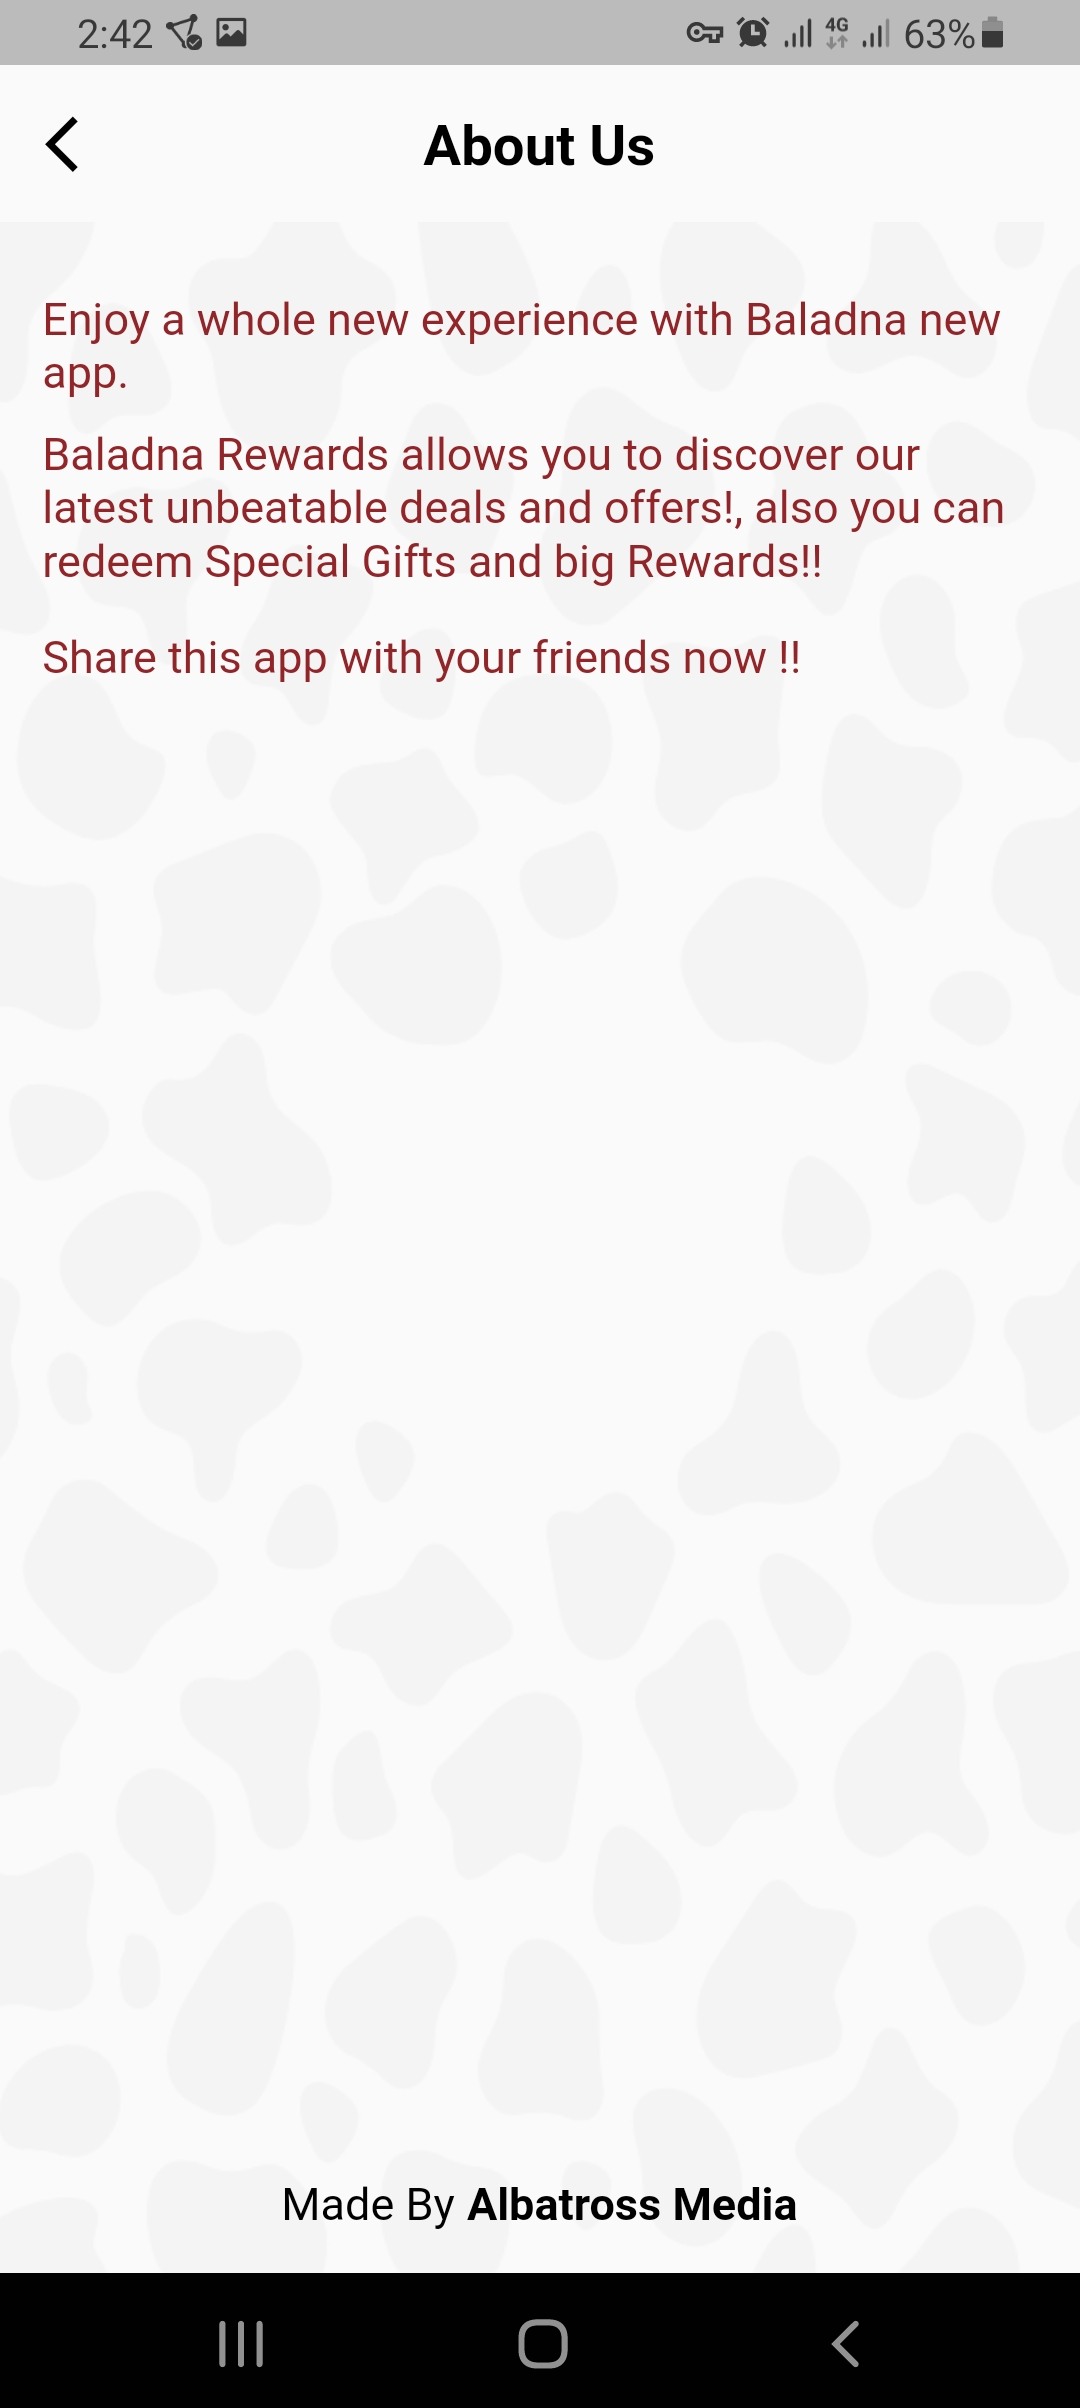 2:42
4G
63%
About Us
Enjoy a whole new experience with Baladna new
app.
Baladna Rewards allows you to discover our
latest unbeatable deals and offers!, also you can
redeem Special Gifts and big Rewards!!
Share this app with your friends now !!
Made By Albatross Media